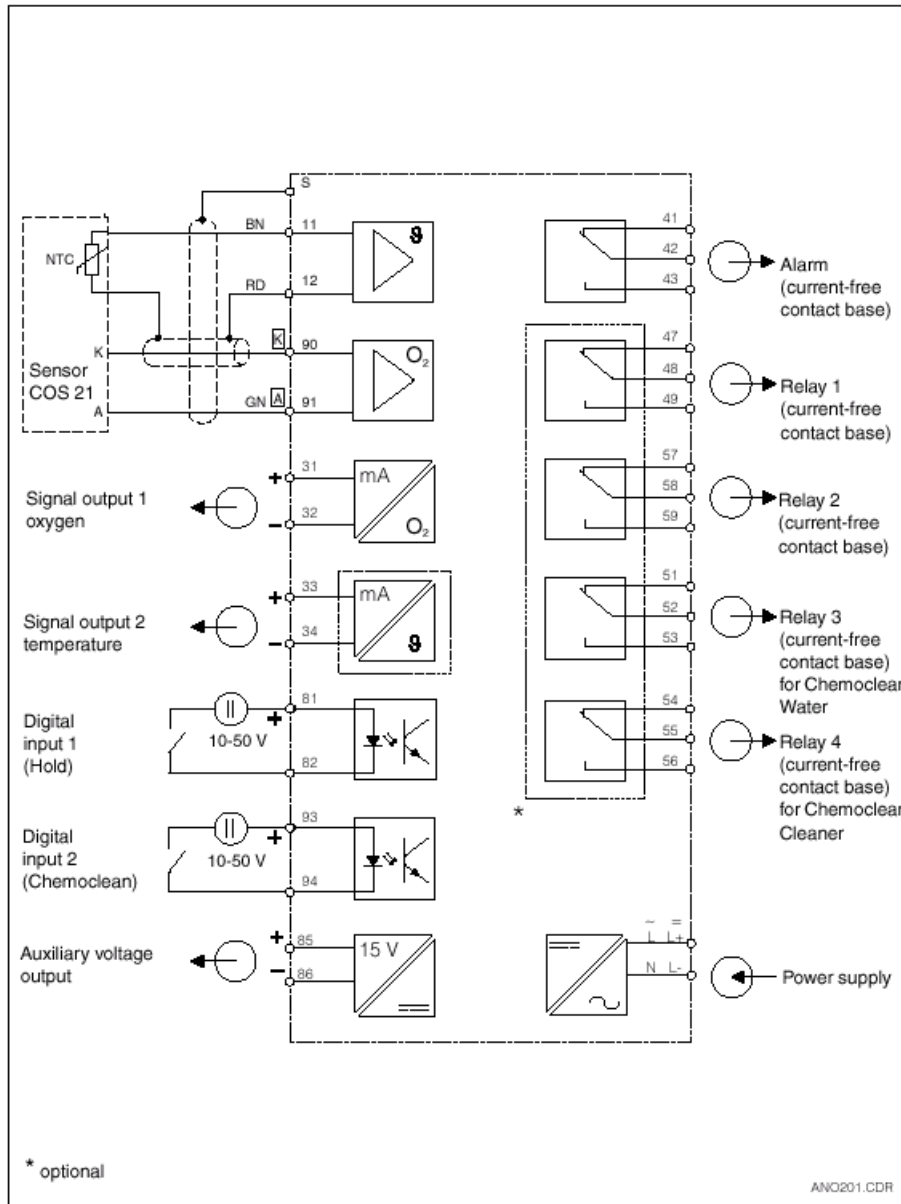 S
BN
11
ϑ
NTC
RD
12
K
K
90
O₂
Sensor
COS 21
A
GN
A
91
Signal output 1
oxygen
+
31
-
32
mA
O₂
Signal output 2
temperature
+
33
-
34
mA
ϑ
Digital
input 1
(Hold)
10-50 V
+
81
82
Digital
input 2
(Chemoclean)
10-50 V
+
93
94
Auxiliary voltage
output
+
85
-
86
15 V
41
42
43
Alarm
(current-free
contact base)
47
48
49
Relay 1
(current-free
contact base)
57
58
59
Relay 2
(current-free
contact base)
51
52
53
Relay 3
(current-free
contact base)
for Chemoclean
Water
54
55
56
Relay 4
(current-free
contact base)
for Chemoclean
Cleaner
*
~ =
L L+
N L-
Power supply
* optional
ANO201.CDR